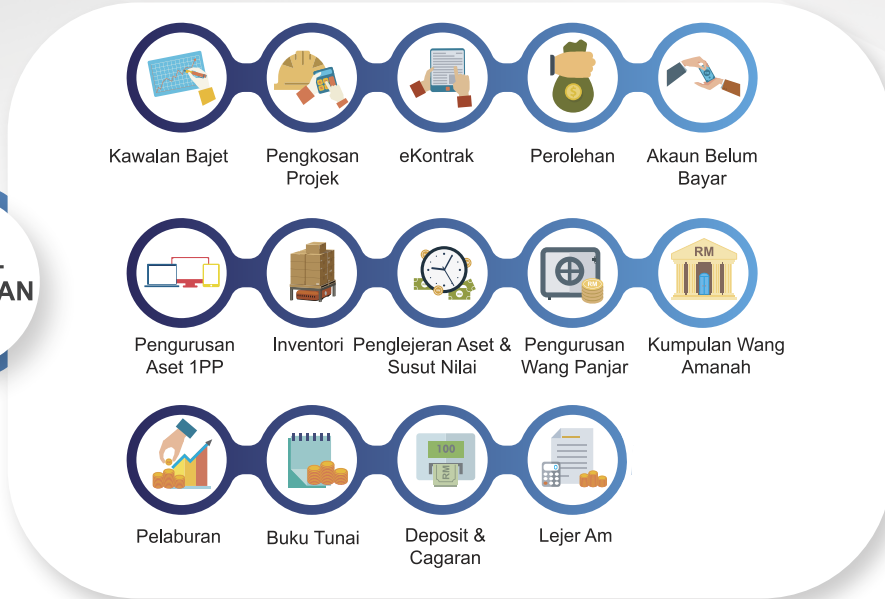 Kawalan Bajet
Pengkosan
Projek
eKontrak
Perolehan
Akaun Belum
Bayar
RM
RM
Pengurusan
Aset 1PP
Inventori
Penglejeran Aset &
Susut Nilai
Pengurusan
Wang Panjar
Kumpulan Wang
Amanah
100
RM
Pelaburan
Buku Tunai
Deposit &
Cagaran
Lejer Am